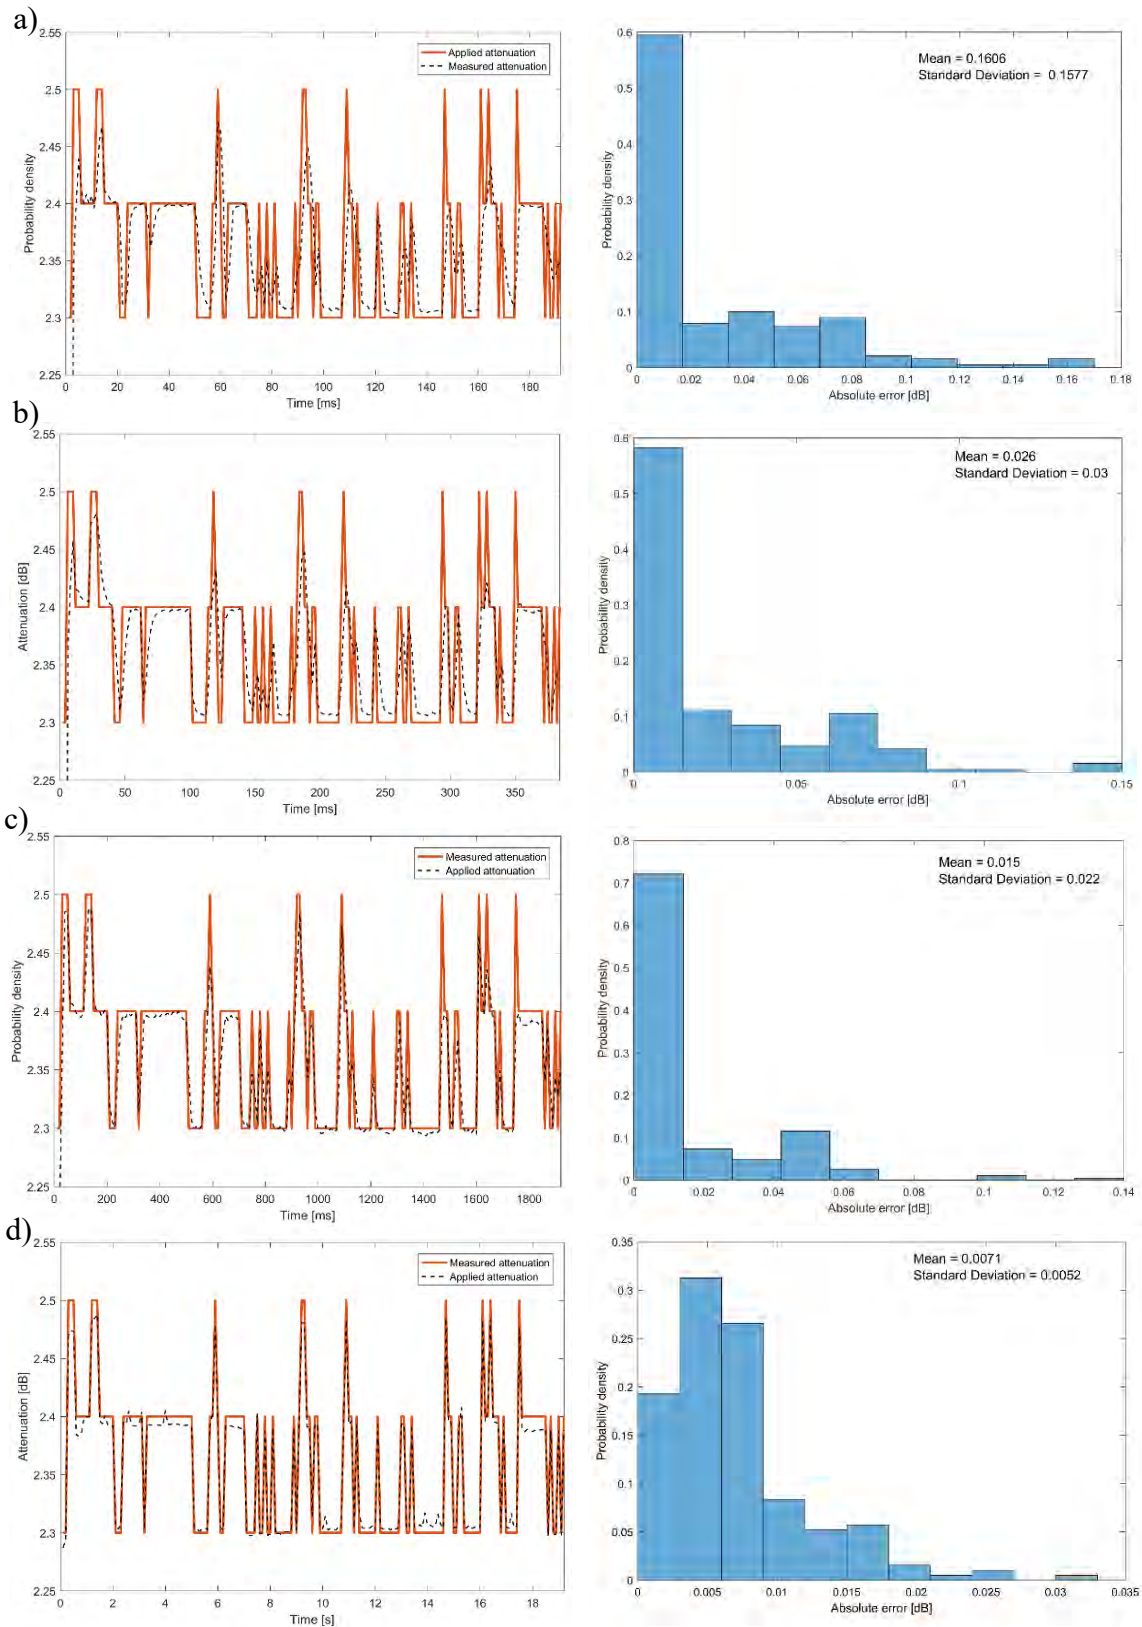 a)
2.55
2.5
2.45
2.4
2.35
2.3
2.25
Probability density
Applied attenuation
Measured attenuation
0 20 40 60 80 100 120 140 160 180
Time [ms]
0.6
0.5
0.4
0.3
0.2
0.1
0
Probability density
Mean = 0.1606
Standard Deviation = 0.1577
0 0.02 0.04 0.06 0.08 0.1 0.12 0.14 0.16 0.18
Absolute error [dB]
b)
2.55
2.5
2.45
2.4
2.35
2.3
2.25
Attenuation [dB]
0 50 100 150 200 250 300 350
Time [ms]
0.6
0.5
0.4
0.3
0.2
0.1
0
Probability density
Mean = 0.026
Standard Deviation = 0.03
0 0.05 0.1 0.15
Absolute error [dB]
c)
2.55
2.5
2.45
2.4
2.35
2.3
2.25
Probability density
Measured attenuation
Applied attenuation
0 200 400 600 800 1000 1200 1400 1600 1800
Time [ms]
0.8
0.7
0.6
0.5
0.4
0.3
0.2
0.1
0
Probability density
Mean = 0.015
Standard Deviation = 0.022
0 0.02 0.04 0.06 0.08 0.1 0.12 0.14
Absolute error [dB]
d)
2.55
2.5
2.45
2.4
2.35
2.3
2.25
Attenuation [dB]
Measured attenuation
Applied attenuation
0 2 4 6 8 10 12 14 16 18
Time [s]
0.35
0.3
0.25
0.2
0.15
0.1
0.05
0
Probability density
Mean = 0.0071
Standard Deviation = 0.0052
0 0.005 0.01 0.015 0.02 0.025 0.03 0.035
Absolute error [dB]